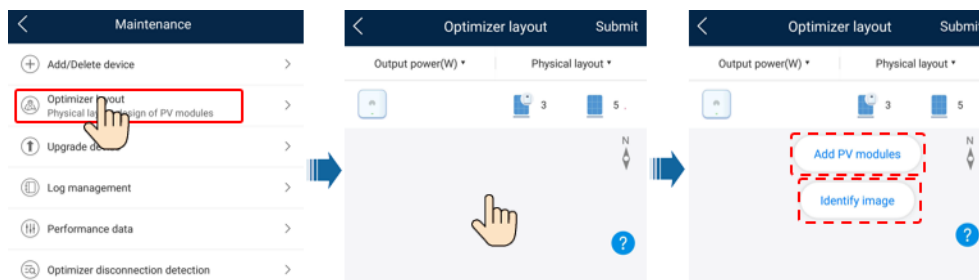 Maintenance
Add/Delete device
Optimizer layout
Physical layout design of PV modules
Upgrade device
Log management
Performance data
Optimizer disconnection detection
Optimizer layout Submit
Output power(W) Physical layout
3 5
N
?
Optimizer layout Submi
Output power(W) Physical layout
3 5
N
Add PV modules
Identify image
?